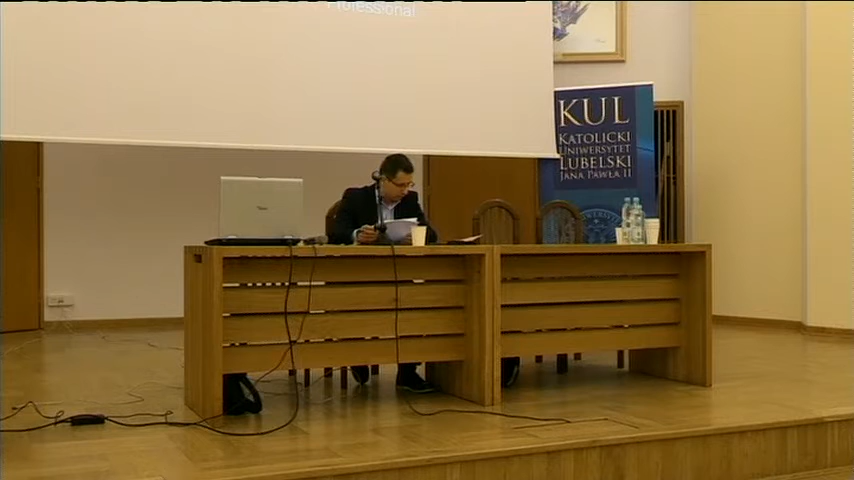 Professional
KUL
KATOLICKI
UNIWERSYTET
LUBELSKI
JANA PAWŁA II